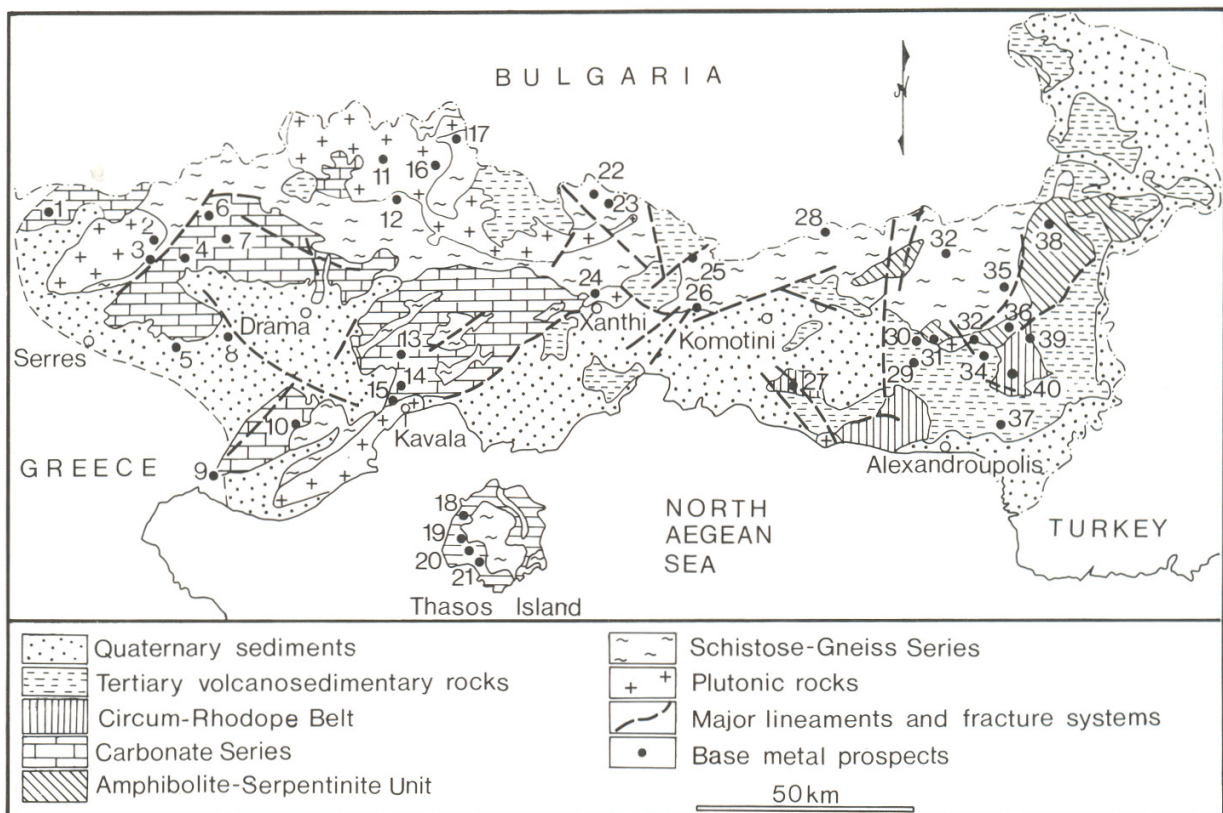 BULGARIA
N
17
16
11
12
22
23
1
6
2
3
4
7
28
32
38
25
35
24
26
Xanthi
Drama
Komotini
Serres
5
8
13
14
15
30
31
32
36
39
34
29
27
40
10
Kavala
37
GREECE
9
Alexandroupolis
18
19
20
21
NORTH
AEGEAN
SEA
TURKEY
Thasos Island
Quaternary sediments
Tertiary volcanosedimentary rocks
Circum-Rhodope Belt
Carbonate Series
Amphibolite-Serpentinite Unit
Schistose-Gneiss Series
Plutonic rocks
Major lineaments and fracture systems
Base metal prospects
50km